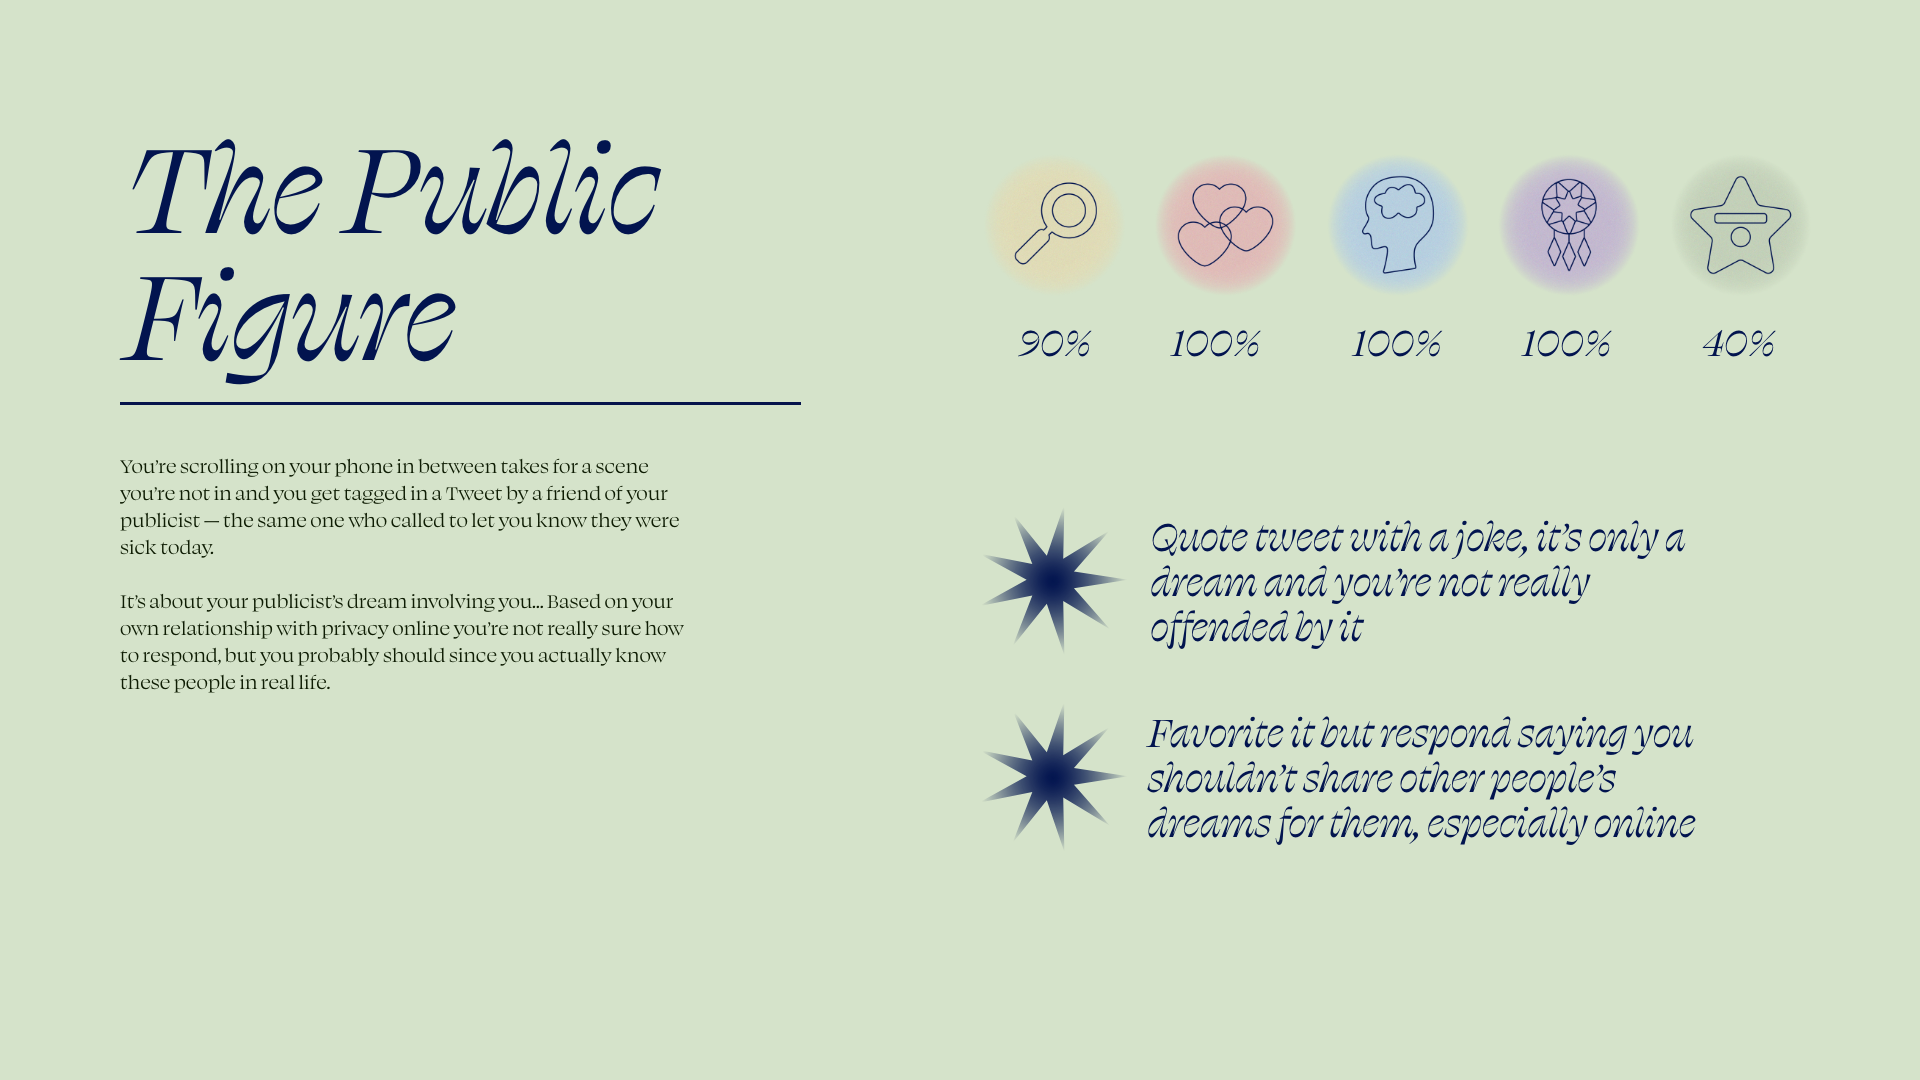 The Public
Figure
You’re scrolling on your phone in between takes for a scene
you’re not in and you get tagged in a Tweet by a friend of your
publicist — the same one who called to let you know they were
sick today.
It’s about your publicist’s dream involving you... Based on your
own relationship with privacy online you’re not really sure how
to respond, but you probably should since you actually know
these people in real life.
90% 100% 100% 100% 40%
Quote tweet with a joke, it’s only a
dream and you’re not really
offended by it
Favorite it but respond saying you
shouldn’t share other people’s
dreams for them, especially online